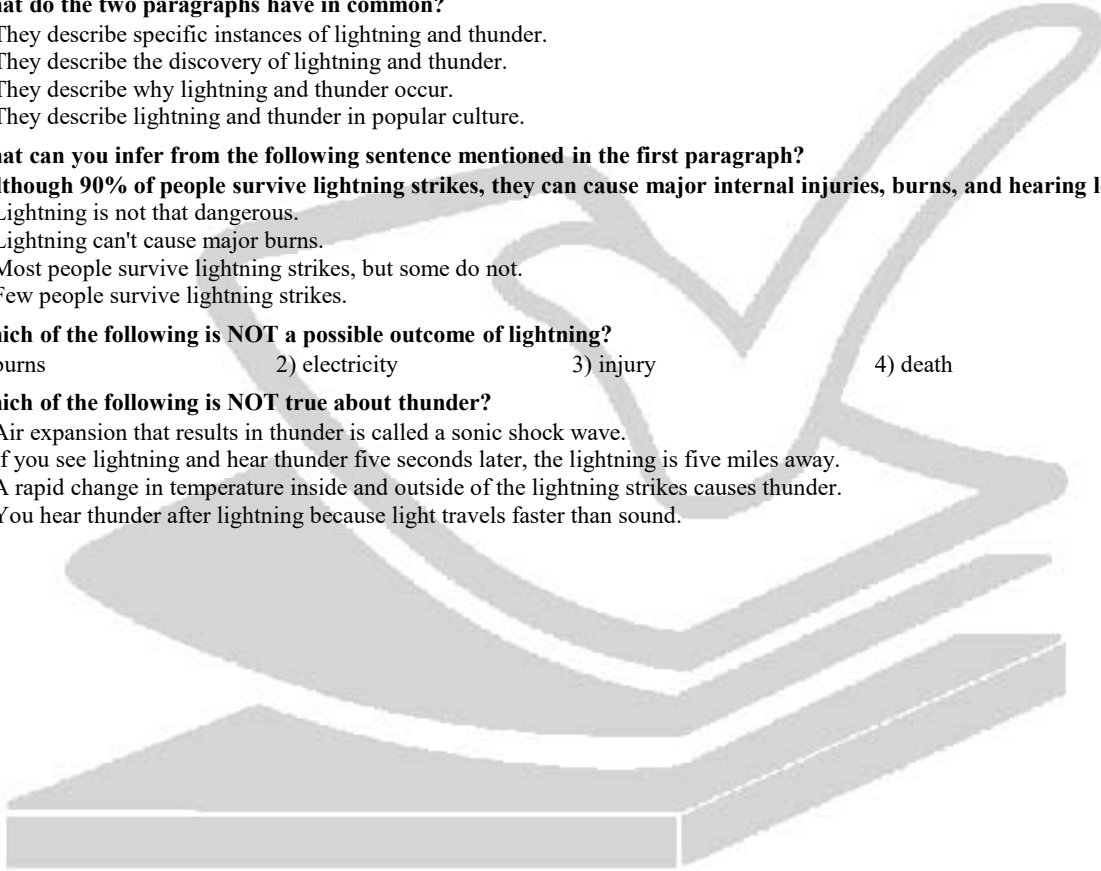 at do the two paragraphs have in common?
They describe specific instances of lightning and thunder.
They describe the discovery of lightning and thunder.
They describe why lightning and thunder occur.
They describe lightning and thunder in popular culture.
at can you infer from the following sentence mentioned in the first paragraph?
lthough 90% of people survive lightning strikes, they can cause major internal injuries, burns, and hearing l
Lightning is not that dangerous.
Lightning can't cause major burns.
Most people survive lightning strikes, but some do not.
Few people survive lightning strikes.
ich of the following is NOT a possible outcome of lightning?
burns 2) electricity 3) injury 4) death
ich of the following is NOT true about thunder?
Air expansion that results in thunder is called a sonic shock wave.
f you see lightning and hear thunder five seconds later, the lightning is five miles away.
A rapid change in temperature inside and outside of the lightning strikes causes thunder.
You hear thunder after lightning because light travels faster than sound.